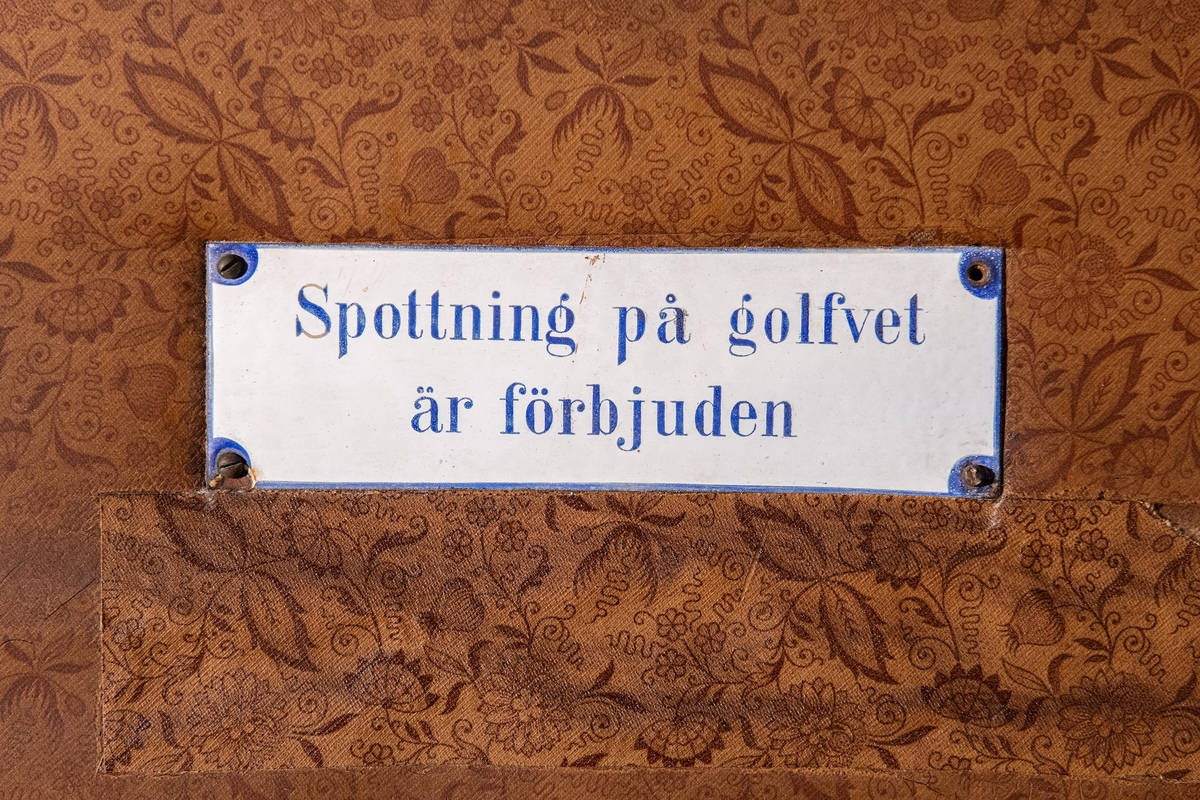 Spottning på golfvet
är förbjuden